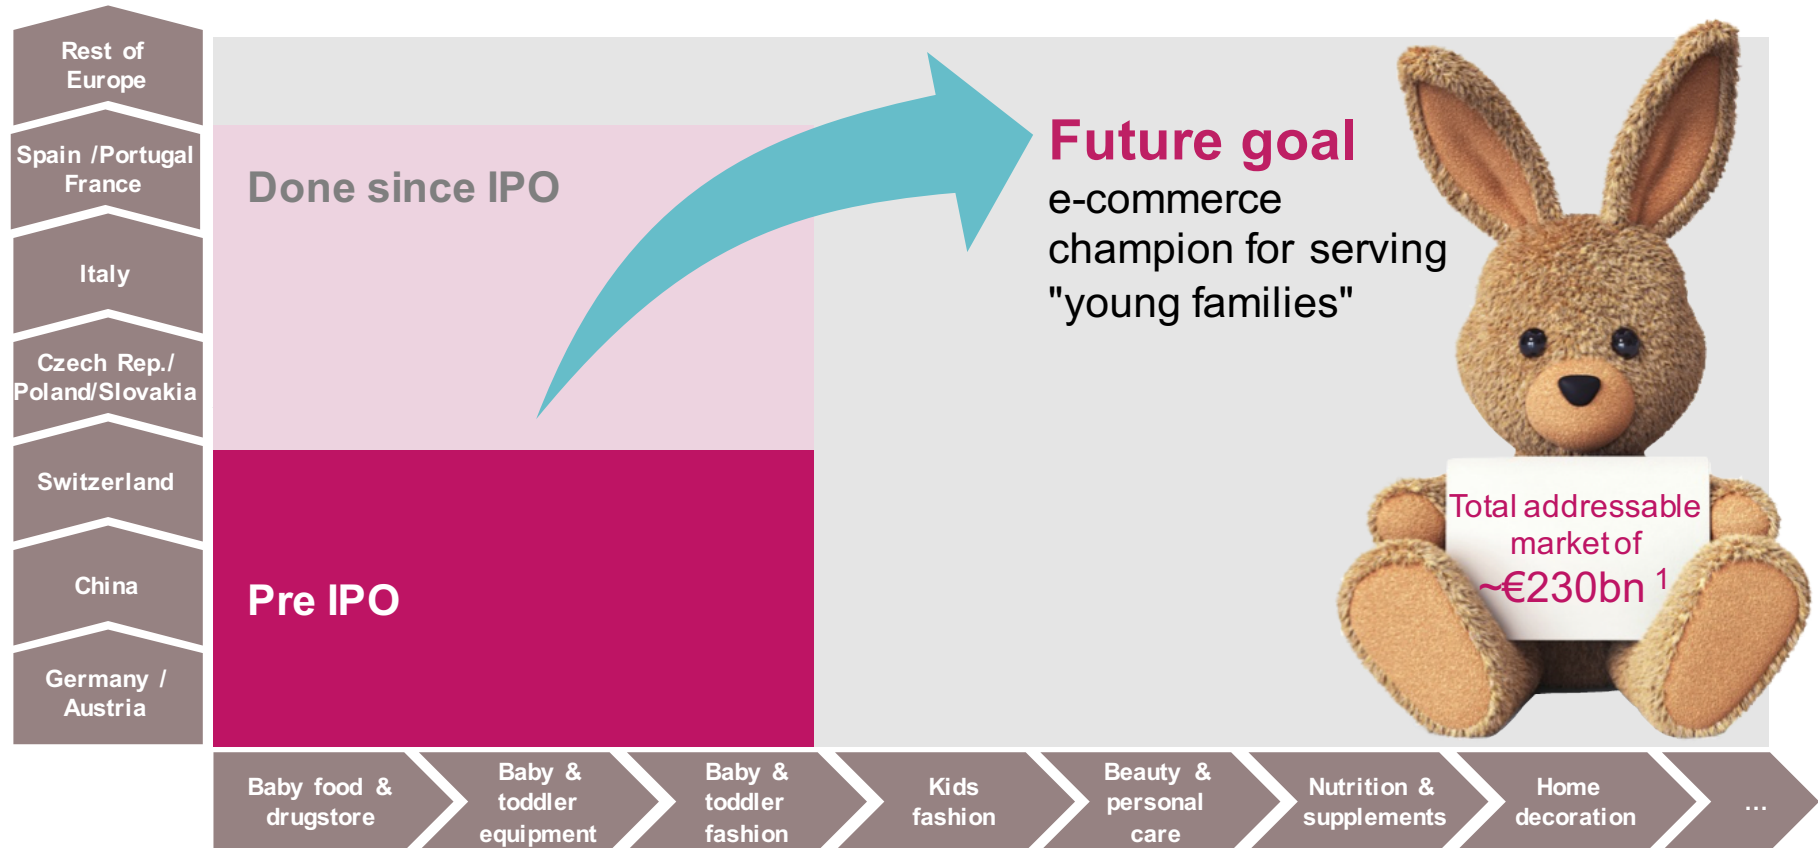 Rest of
Europe
Spain /Portugal
France
Italy
Czech Rep./
Poland/Slovakia
Switzerland
China
Germany /
Austria
Done since IPO
Pre IPO
Future goal
e-commerce
champion for serving
"young families"
Total addressable
market of
~€230bn 1
Baby food &
drugstore
Baby &
toddler
equipment
Baby &
toddler
fashion
Kids
fashion
Beauty &
personal
care
Nutrition &
supplements
Home
decoration
...